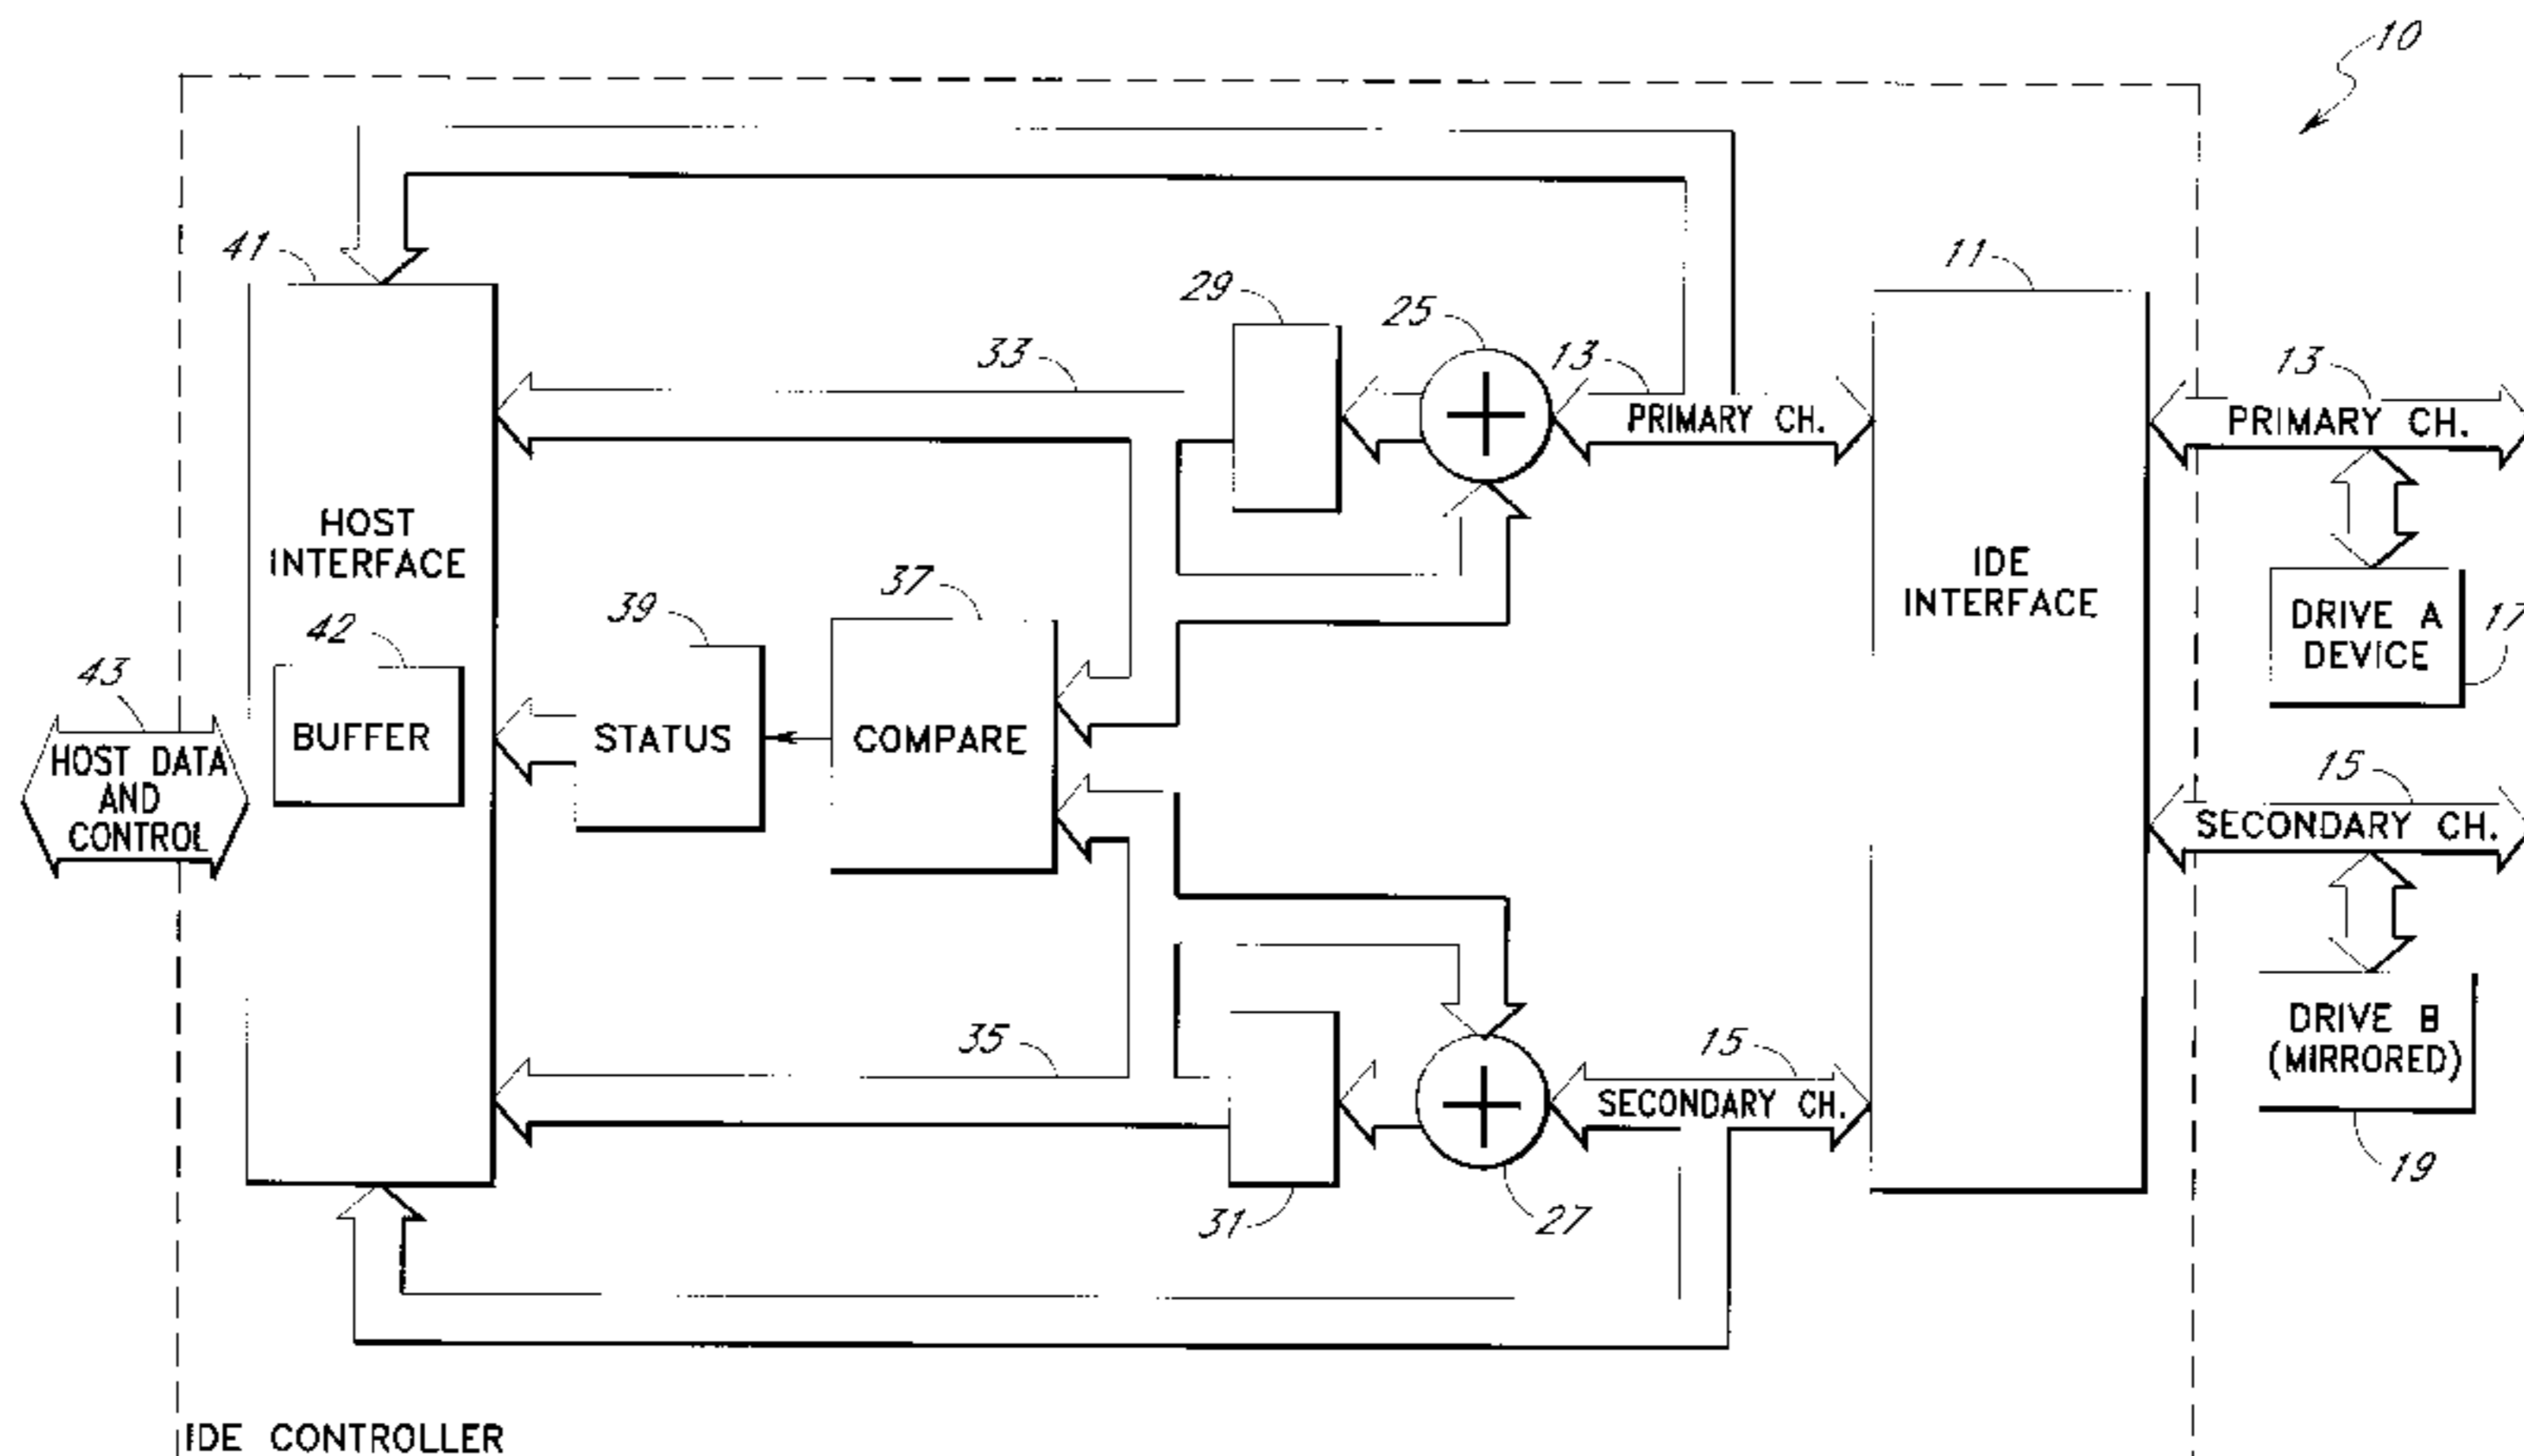 10
41
11
29
25
33
13
13
PRIMARY CH.
PRIMARY CH.
HOST
INTERFACE
IDE
INTERFACE
37
39
42
DRIVE A
DEVICE
17
43
BUFFER
STATUS
COMPARE
HOST DATA
AND
CONTROL
15
SECONDARY CH.
35
15
SECONDARY CH.
DRIVE B
(MIRRORED)
19
31
27
IDE CONTROLLER